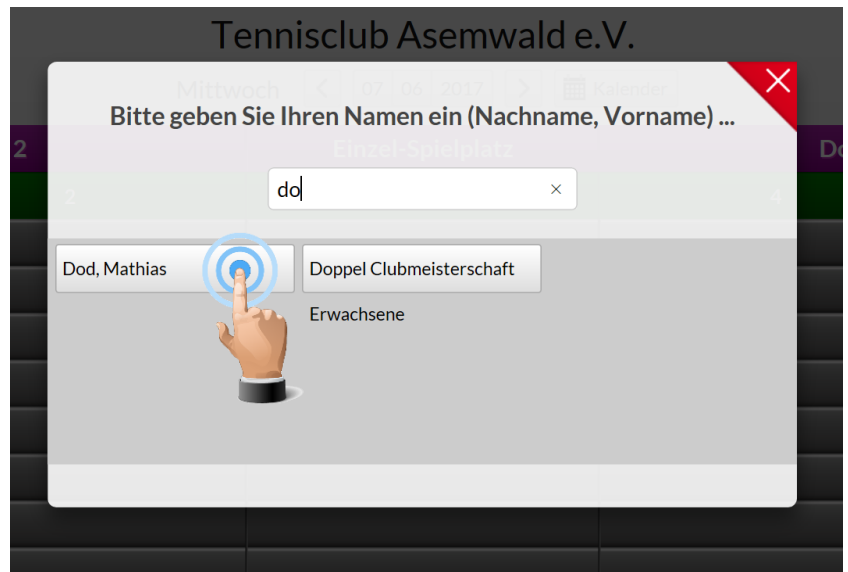 Tennisclub Asemwald e.V.
Mittwoch < 07 06 2017 > Kalender
Bitte geben Sie Ihren Namen ein (Nachname, Vorname) ...
2 Einzel-Spielplatz Do
2 4
do ×
Dod, Mathias Doppel Clubmeisterschaft
Erwachsene